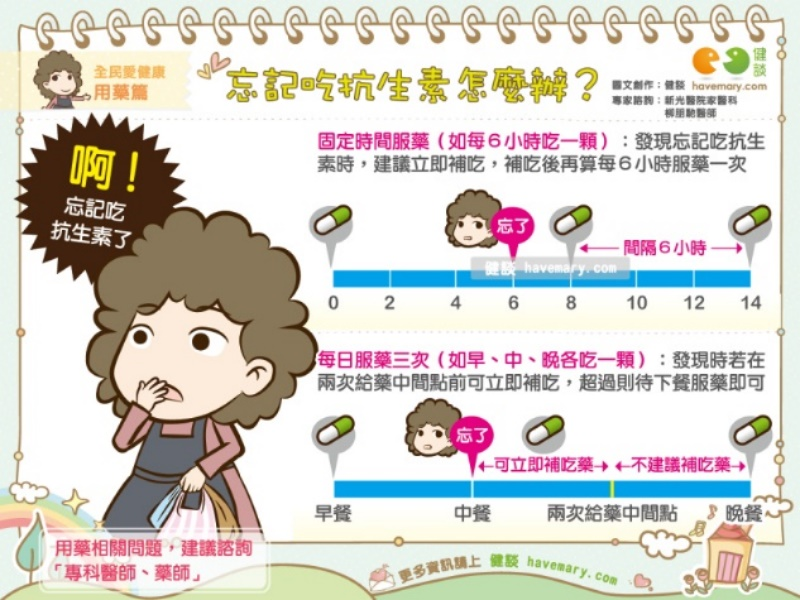 全民愛健康
用藥篇
忘記吃抗生素怎麼辦？
圖文創作：健談 havemary.com
專家諮詢：新光醫院家醫科
柳朋馳醫師
健談
啊！
忘記吃
抗生素了
固定時間服藥（如每6小時吃一顆）：發現忘記吃抗生
素時，建議立即補吃，補吃後再算每6小時服藥一次
忘了
間隔6小時
健談 havemary.com
0 2 4 6 8 10 12 14
每日服藥三次（如早、中、晚各吃一顆）：發現時若在
兩次給藥中間點前可立即補吃，超過則待下餐服藥即可
忘了
可立即補吃藥
不建議補吃藥
早餐 中餐 兩次給藥中間點 晚餐
用藥相關問題，建議諮詢
「專科醫師、藥師」
更多資訊請上 健談 havemary.com